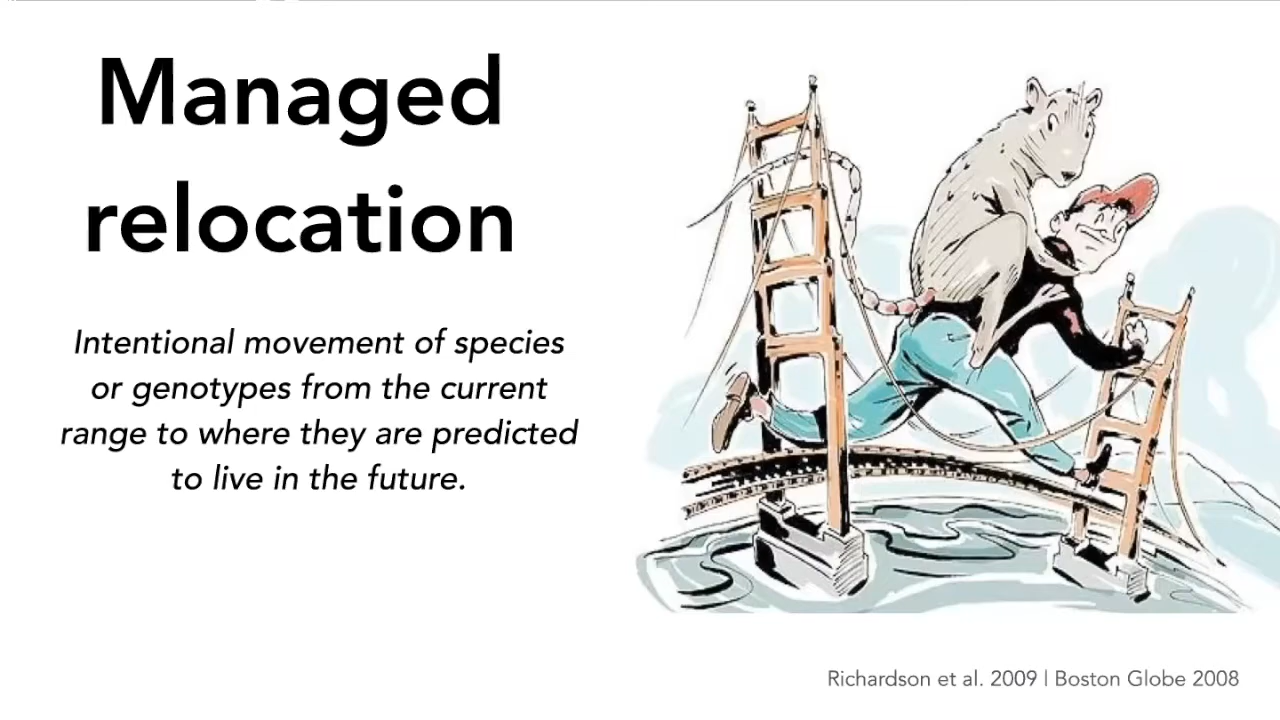 Managed
relocation
Intentional movement of species
or genotypes from the current
range to where they are predicted
to live in the future.
Richardson et al. 2009 | Boston Globe 2008